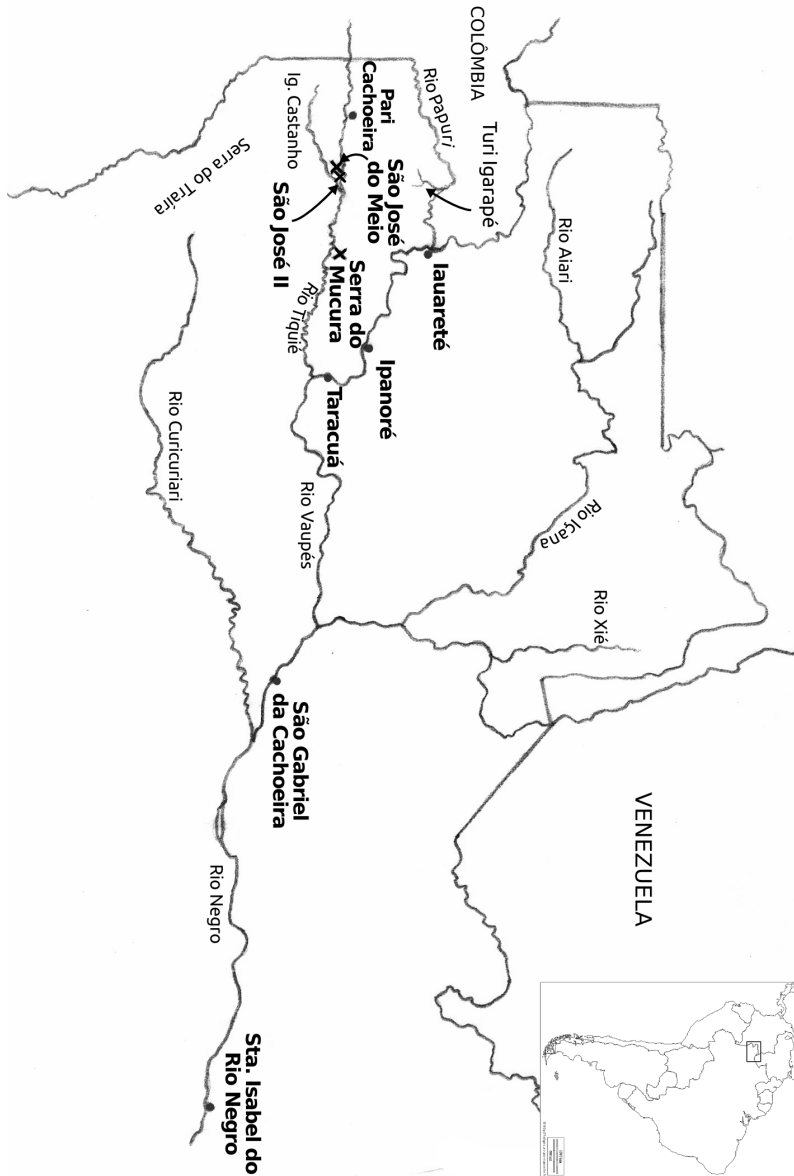 COLÔMBIA
VENEZUELA
Rio Papuri
Turi Igarapé
Rio Aiari
Iauareté
Pari
Cachoeira
Ig. Castanho
São José
do Meio
São José II
Serra do Traira
Serra do
Mucura
Rio Tiquié
Ipanoré
Taracuá
Rio Curicuriari
Rio Vaupés
Rio Içana
Rio Xié
São Gabriel
da Cachoeira
Rio Negro
Sta. Isabel do
Rio Negro